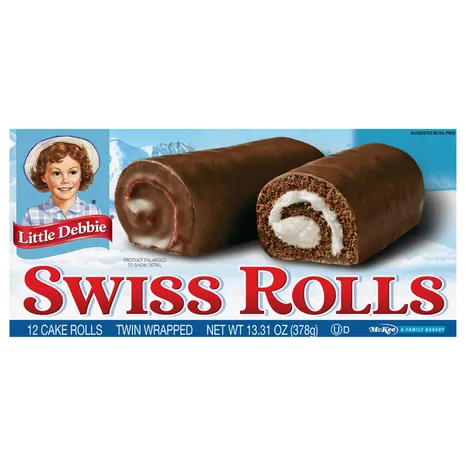 SUGGESTED RETAIL PRICE
Little Debbie
PRODUCT ENLARGED
TO SHOW DETAIL
SWISS ROLLS
12 CAKE ROLLS TWIN WRAPPED NET WT 13.31 OZ (378g) U D McKee A FAMILY BAKERY